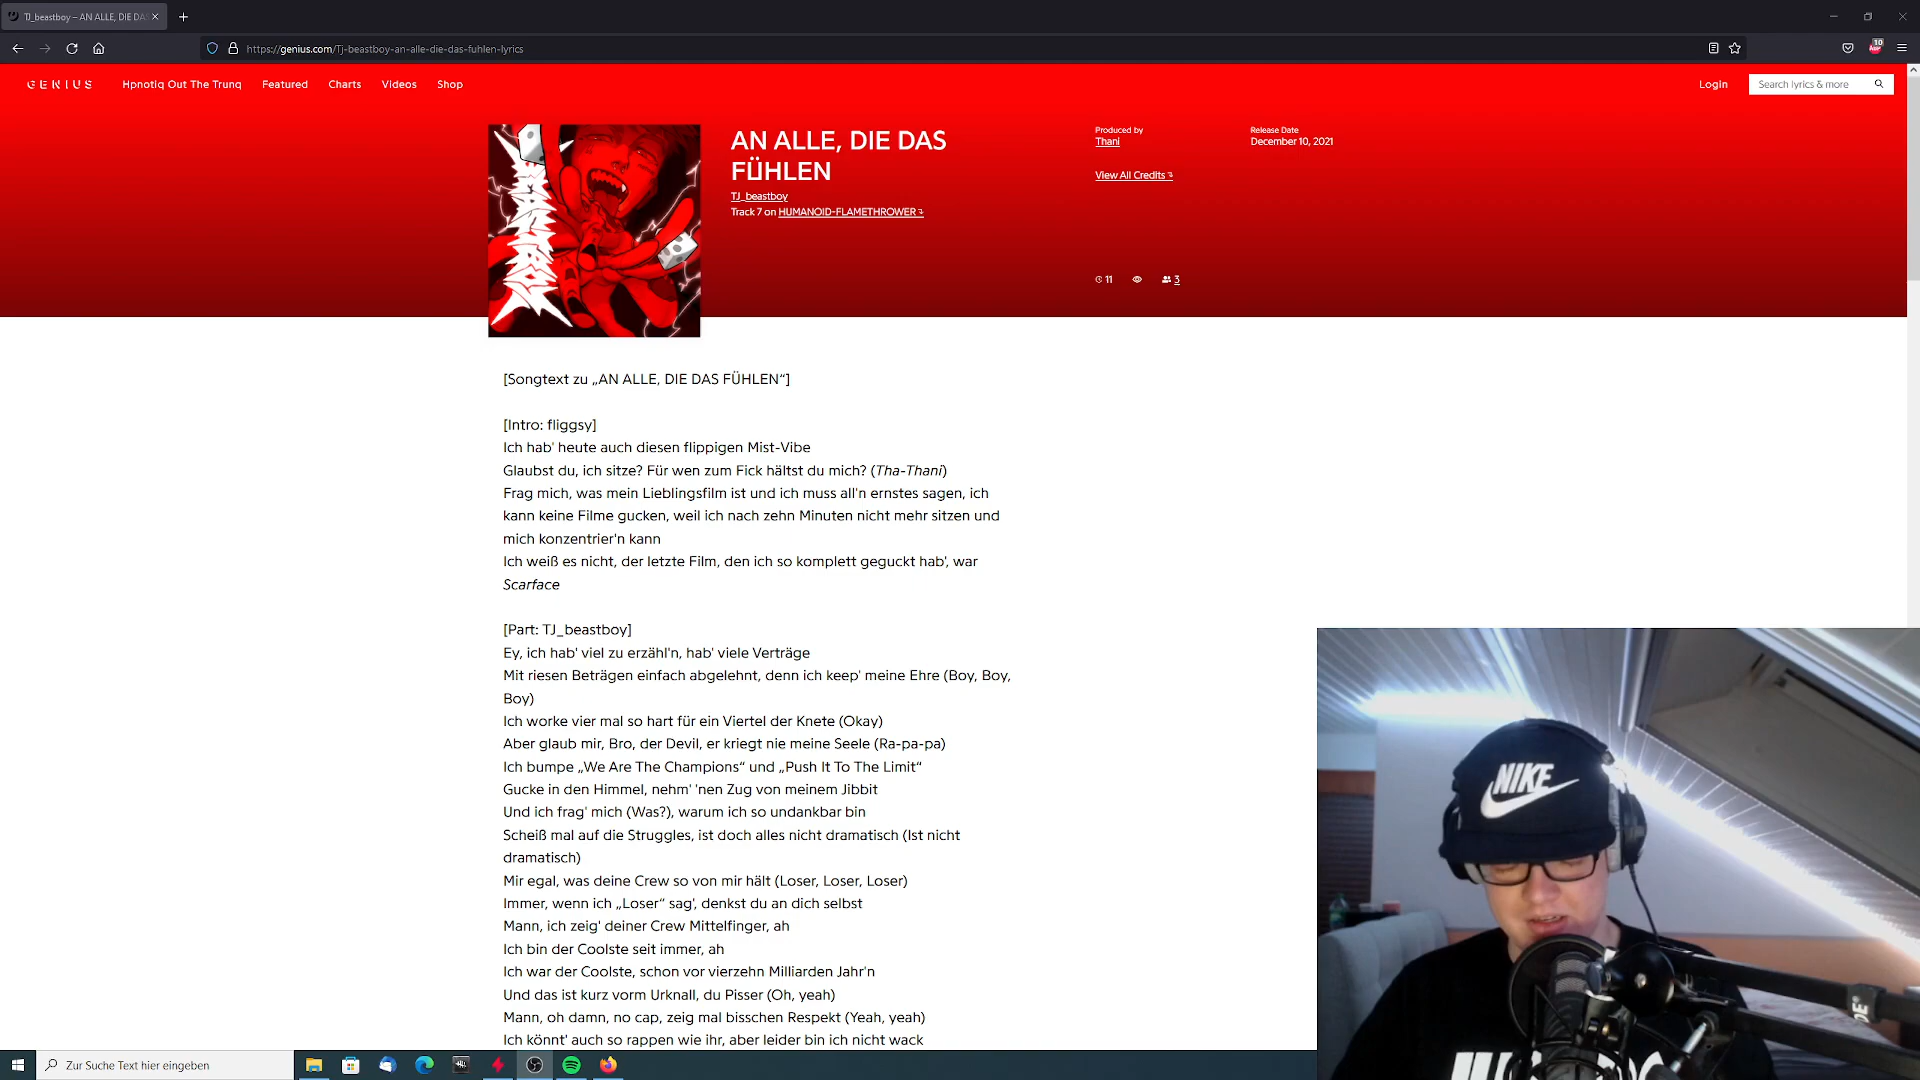 TJ_beastboy – AN ALLE, DIE DAS
https://genius.com/Tj-beastboy-an-alle-die-das-fuhlen-lyrics
10
GENIUS
Hpnotiq Out The Trunq
Featured
Charts
Videos
Shop
Login
Search lyrics & more
AN ALLE, DIE DAS
FÜHLEN
TJ_beastboy
Track 7 on HUMANOID-FLAMETHROWER
Produced by
Thani
View All Credits
Release Date
December 10, 2021
11
3
[Songtext zu „AN ALLE, DIE DAS FÜHLEN“]
[Intro: fliggsy]
Ich hab' heute auch diesen flippigen Mist-Vibe
Glaubst du, ich sitze? Für wen zum Fick hältst du mich? (Tha-Thani)
Frag mich, was mein Lieblingsfilm ist und ich muss all'n ernstes sagen, ich
kann keine Filme gucken, weil ich nach zehn Minuten nicht mehr sitzen und
mich konzentrier'n kann
Ich weiß es nicht, der letzte Film, den ich so komplett geguckt hab', war
Scarface
[Part: TJ_beastboy]
Ey, ich hab' viel zu erzähl'n, hab' viele Verträge
Mit riesen Beträgen einfach abgelehnt, denn ich keep' meine Ehre (Boy, Boy,
Boy)
Ich worke vier mal so hart für ein Viertel der Knete (Okay)
Aber glaub mir, Bro, der Devil, er kriegt nie meine Seele (Ra-pa-pa)
Ich bumpe „We Are The Champions“ und „Push It To The Limit“
Gucke in den Himmel, nehm' 'nen Zug von meinem Jibbit
Und ich frag' mich (Was?), warum ich so undankbar bin
Scheiß mal auf die Struggles, ist doch alles nicht dramatisch (Ist nicht
dramatisch)
Mir egal, was deine Crew so von mir hält (Loser, Loser, Loser)
Immer, wenn ich „Loser“ sag', denkst du an dich selbst
Mann, ich zeig' deiner Crew Mittelfinger, ah
Ich bin der Coolste seit immer, ah
Ich war der Coolste, schon vor vierzehn Milliarden Jahr'n
Und das ist kurz vorm Urknall, du Pisser (Oh, yeah)
Mann, oh damn, no cap, zeig mal bisschen Respekt (Yeah, yeah)
Ich könnt' auch so rappen wie ihr, aber leider bin ich nicht wack
NIKE
Zur Suche Text hier eingeben